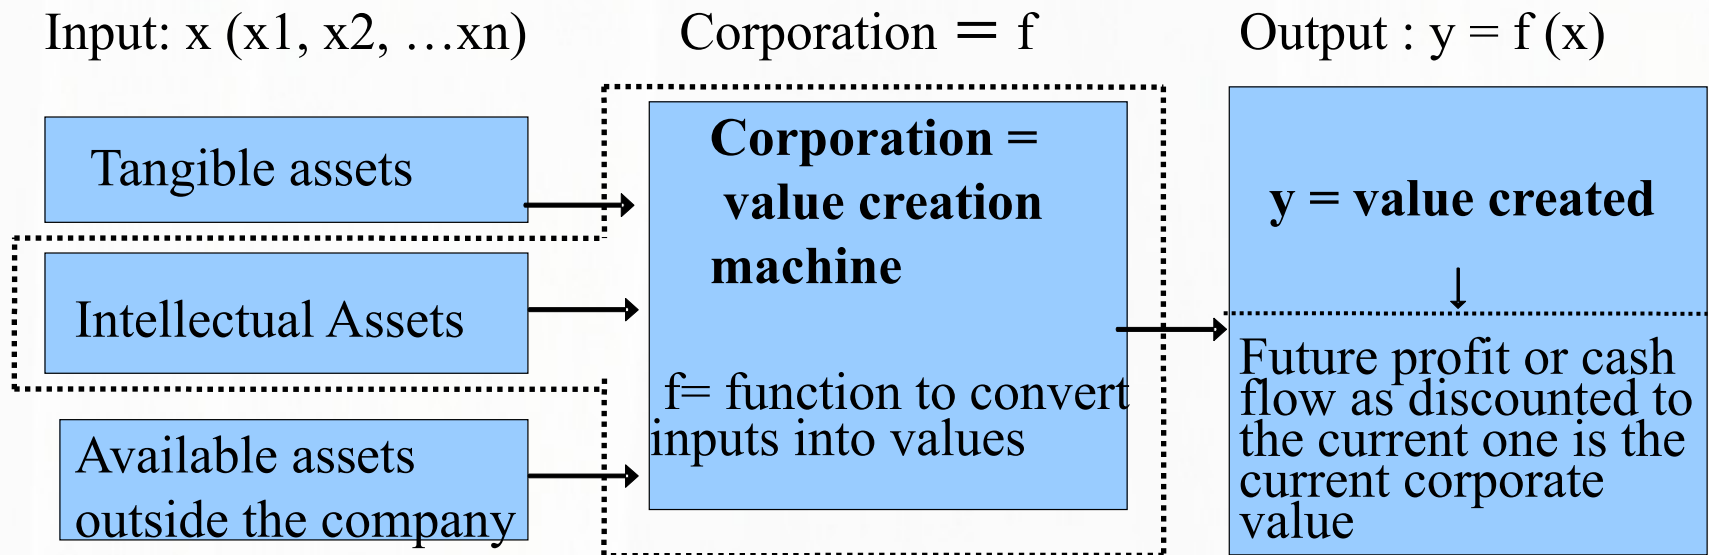 Input: x (x1, x2, …xn)
Corporation = f
Output : y = f (x)
Tangible assets
Intellectual Assets
Available assets
outside the company
Corporation =
value creation
machine
f= function to convert
inputs into values
y = value created
↓
Future profit or cash
flow as discounted to
the current one is the
current corporate
value